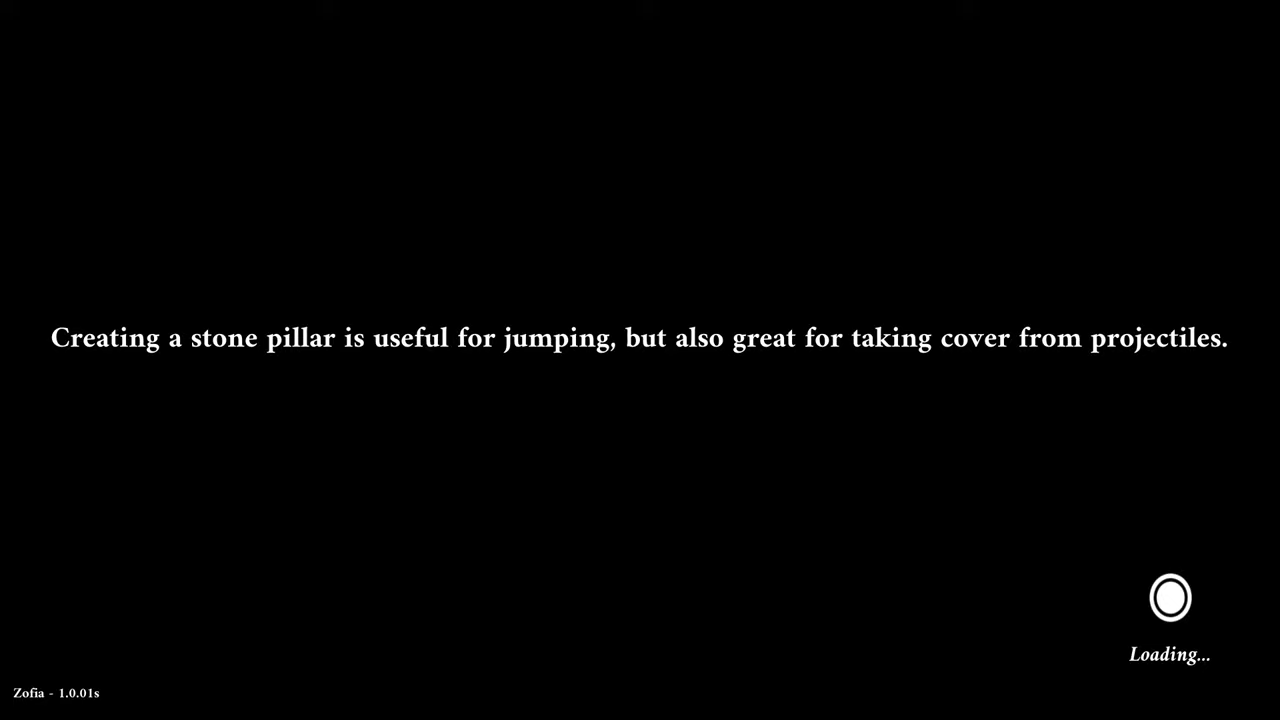 Creating a stone pillar is useful for jumping, but also great for taking cover from projectiles.
Loading...
Zofia - 1.0.01s